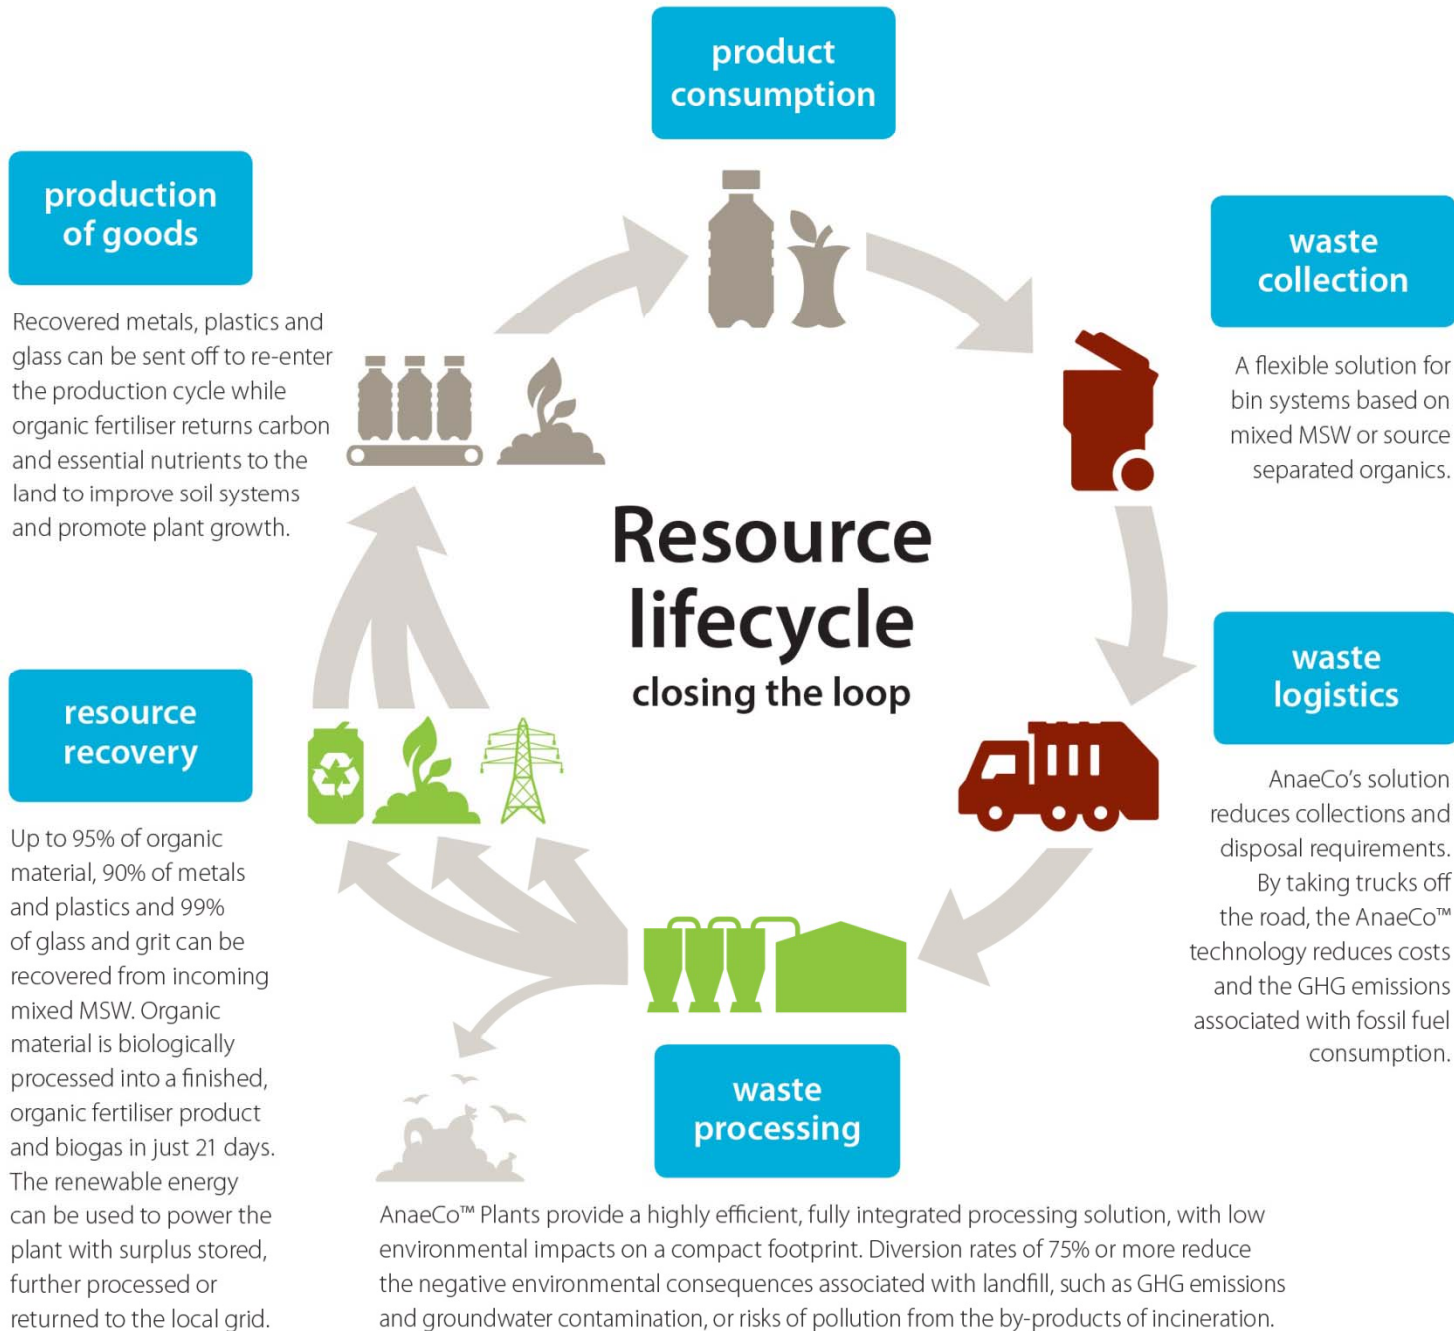 product
consumption
production
of goods
Recovered metals, plastics and
glass can be sent off to re-enter
the production cycle while
organic fertiliser returns carbon
and essential nutrients to the
land to improve soil systems
and promote plant growth.
waste
collection
A flexible solution for
bin systems based on
mixed MSW or source
separated organics.
Resource
lifecycle
closing the loop
waste
logistics
AnaeCo’s solution
reduces collections and
disposal requirements.
By taking trucks off
the road, the AnaeCo™
technology reduces costs
and the GHG emissions
associated with fossil fuel
consumption.
resource
recovery
Up to 95% of organic
material, 90% of metals
and plastics and 99%
of glass and grit can be
recovered from incoming
mixed MSW. Organic
material is biologically
processed into a finished,
organic fertiliser product
and biogas in just 21 days.
The renewable energy
can be used to power the
plant with surplus stored,
further processed or
returned to the local grid.
waste
processing
AnaeCo™ Plants provide a highly efficient, fully integrated processing solution, with low
environmental impacts on a compact footprint. Diversion rates of 75% or more reduce
the negative environmental consequences associated with landfill, such as GHG emissions
and groundwater contamination, or risks of pollution from the by-products of incineration.